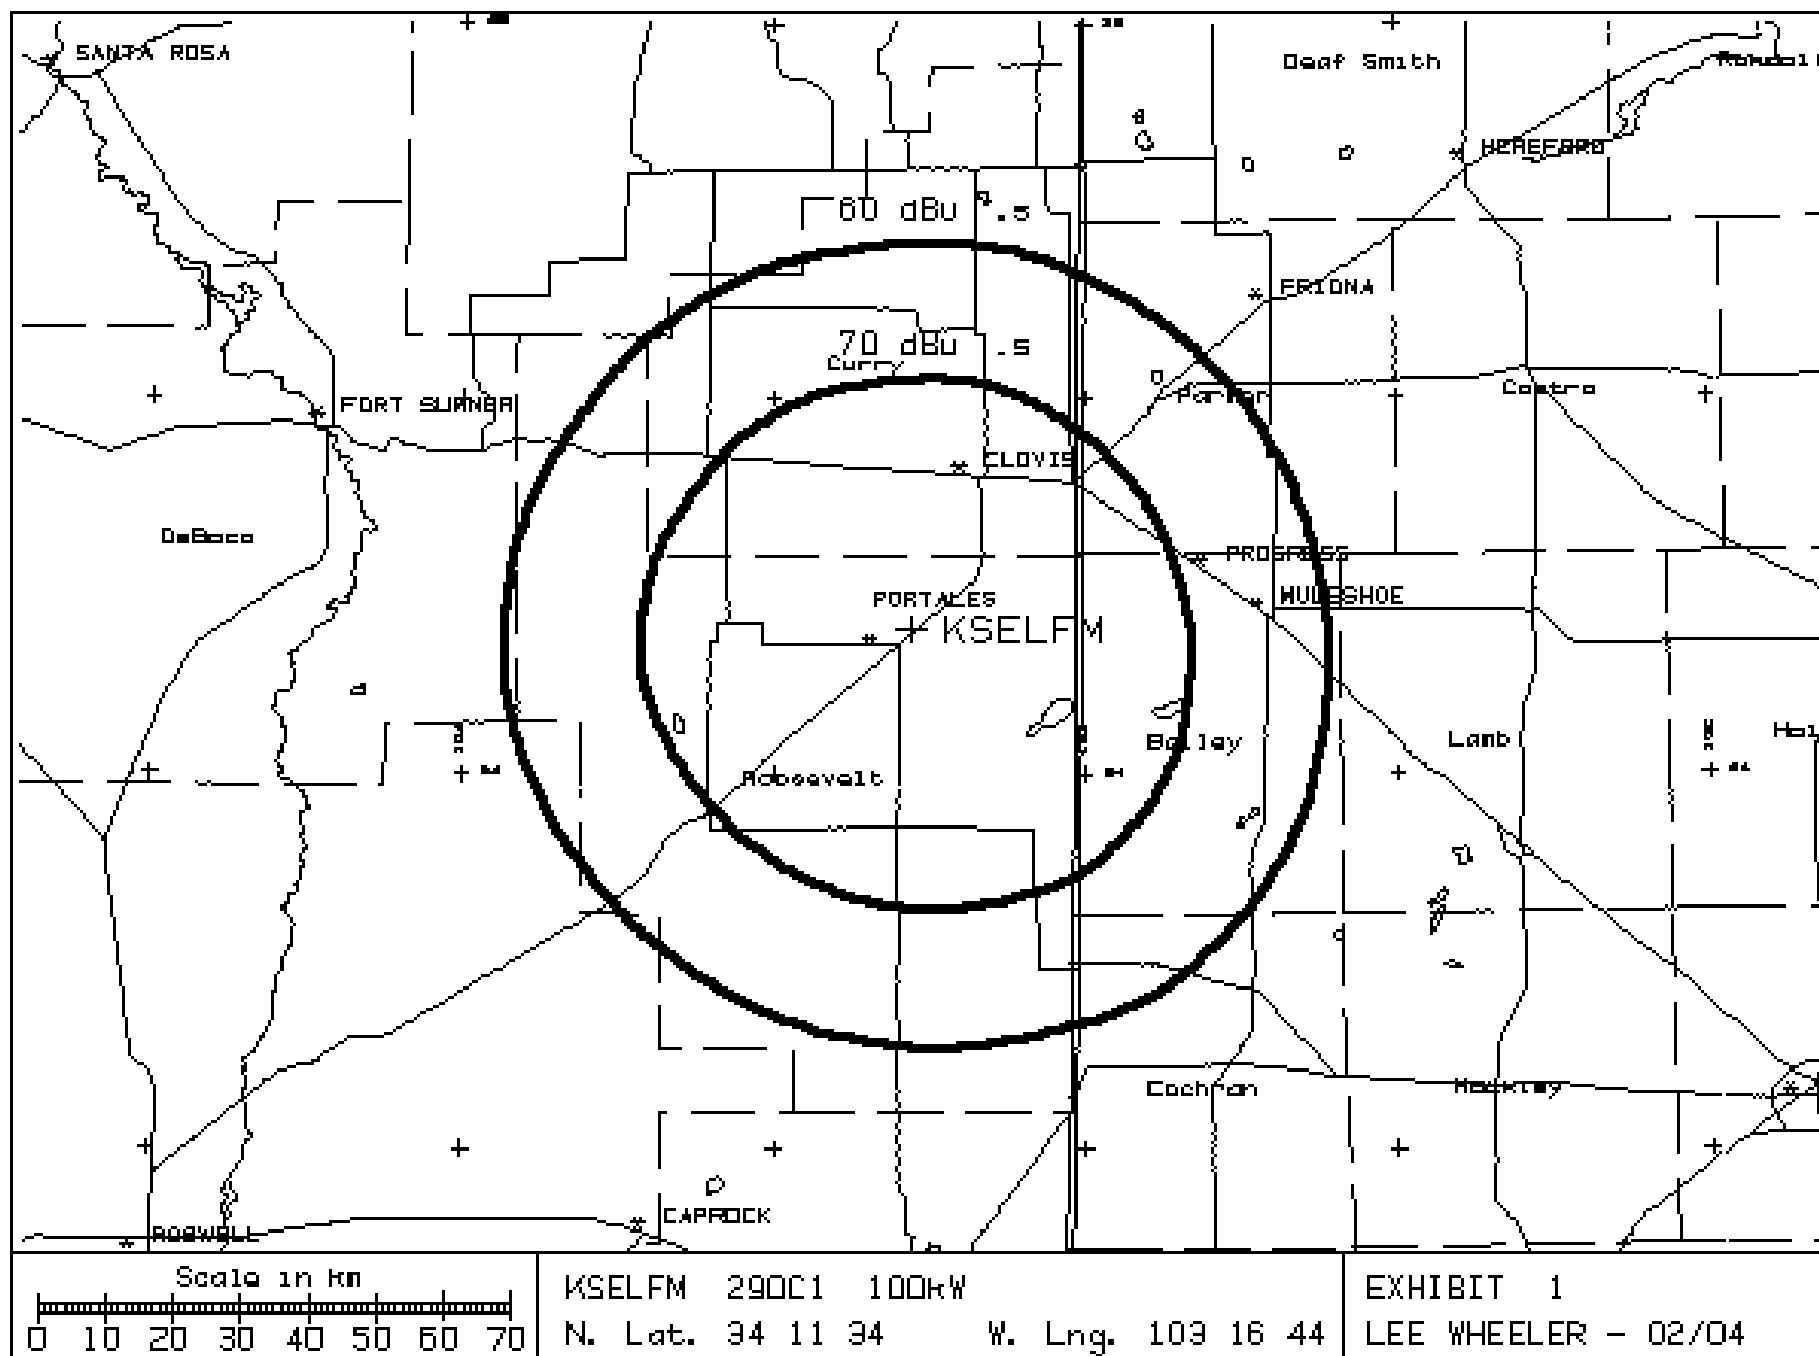 SANTA ROSA
Deaf Smith
HEREFORD
60 dBu .5
FRIONA
70 dBu .5
Curry
Parmer
Castro
FORT SUMNER
CLOVIS
DeBaca
PROGRESS
MULESHOE
PORTALES
KSELFM
Bailey
Lamb
Roosevelt
Cochran
Hockley
CAPROCK
ROSWELL
Scale in km
0 10 20 30 40 50 60 70
KSELFM 290C1 100kW
N. Lat. 34 11 34 W. Lng. 103 16 44
EXHIBIT 1
LEE WHEELER - 02/04